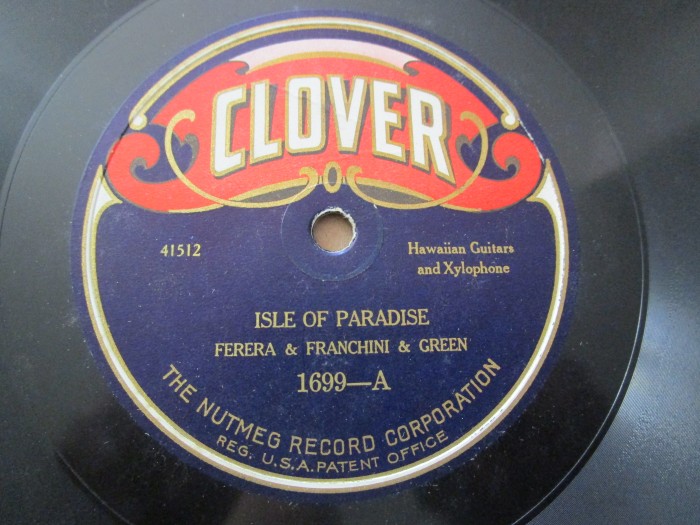 CLOVER
41512
Hawaiian Guitars
and Xylophone
ISLE OF PARADISE
FERERA & FRANCHINI & GREEN
1699—A
THE NUTMEG RECORD CORPORATION
REG. U.S.A. PATENT OFFICE